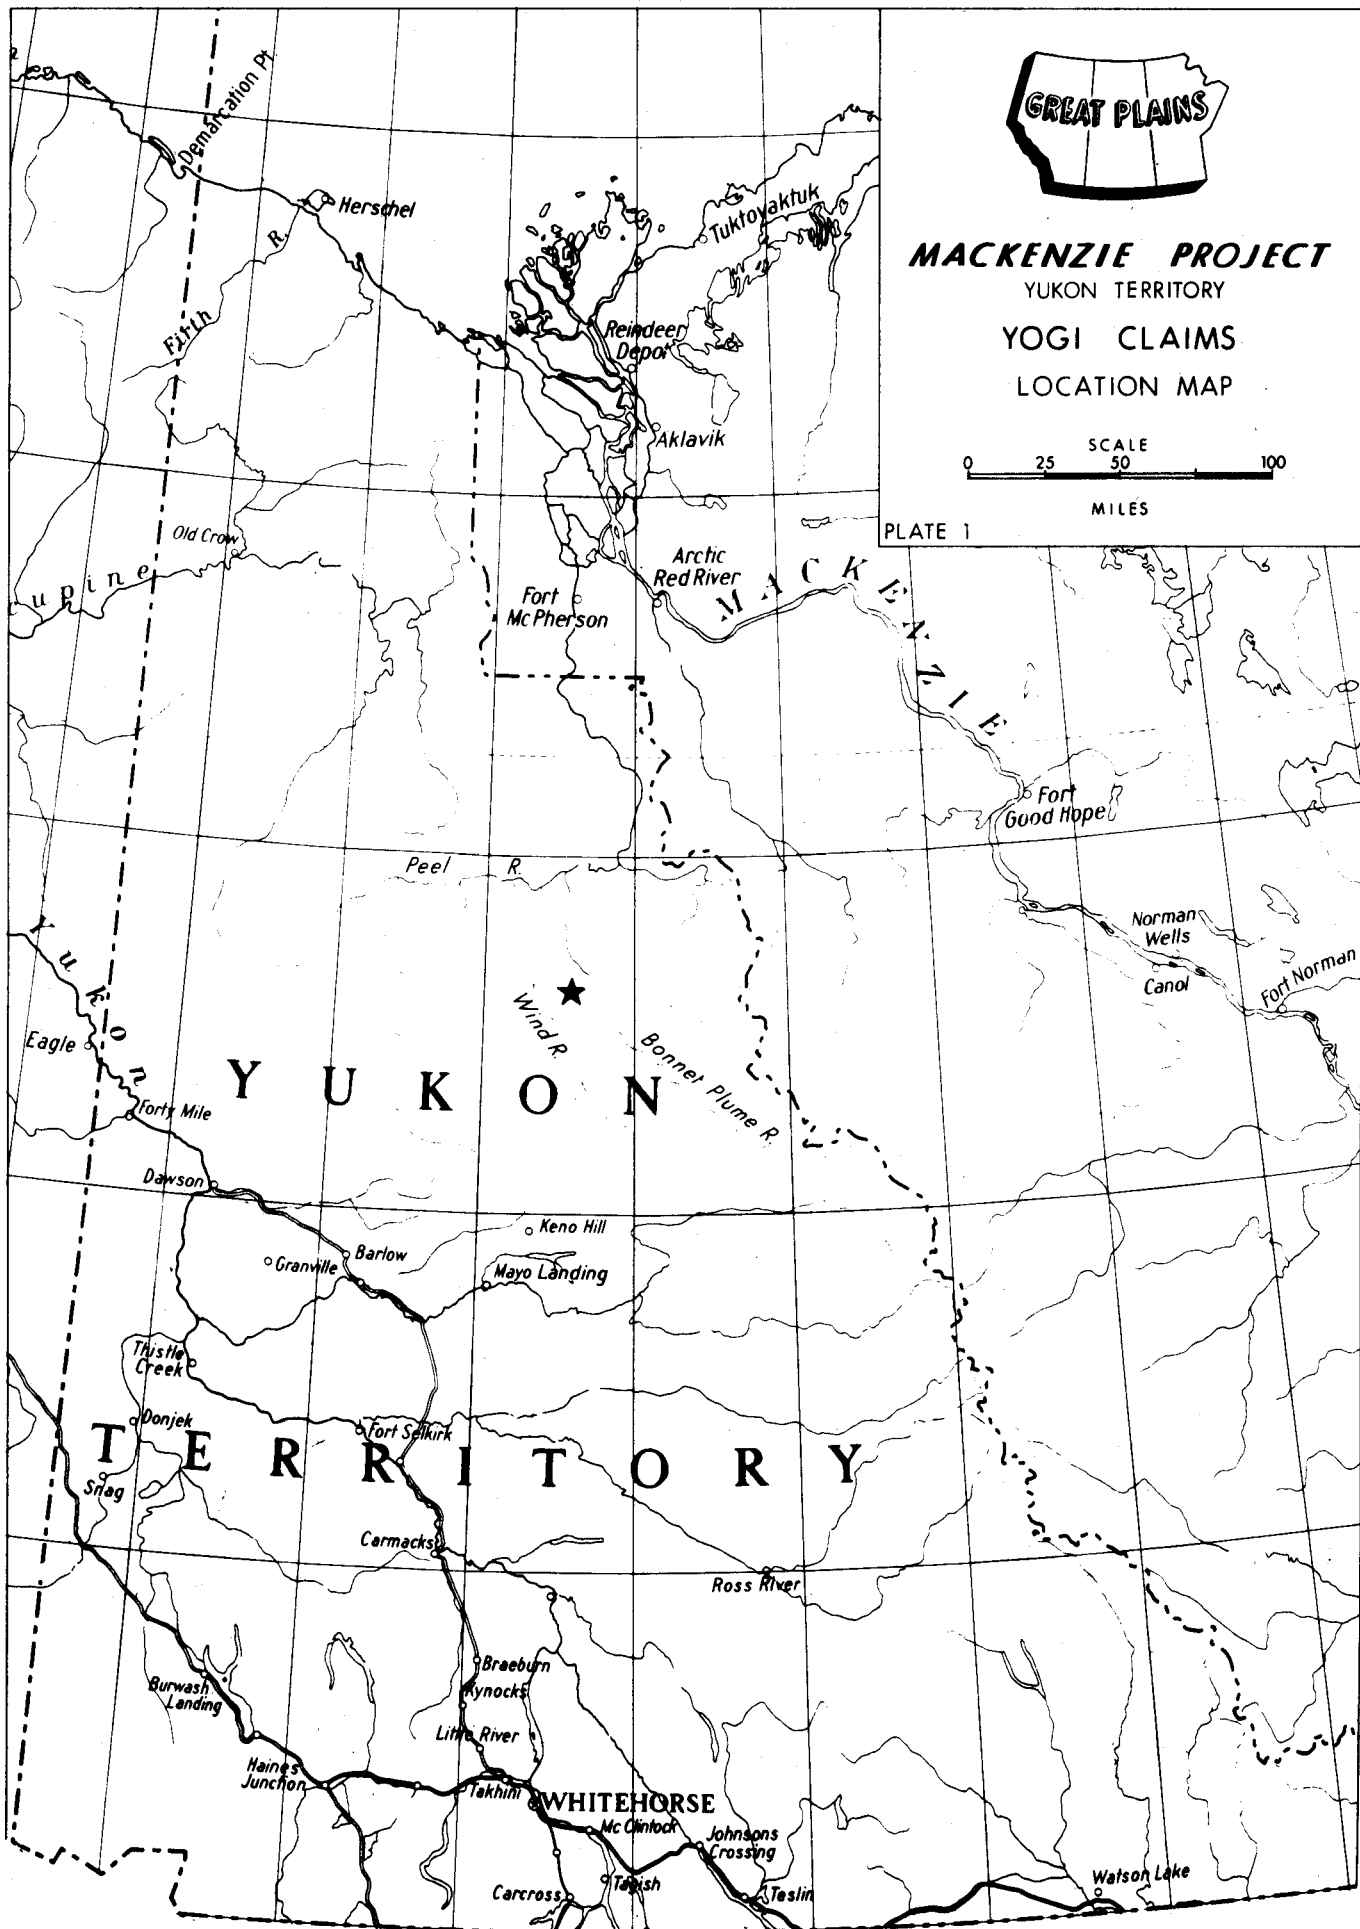 GREAT PLAINS
MACKENZIE PROJECT
YUKON TERRITORY
YOGI CLAIMS
LOCATION MAP
SCALE
0 25 50 100
MILES
PLATE 1
Demarcation Pt.
Herschel
Firth R.
Tuktoyaktuk
Reindeer
Depot
Aklavik
Old Crow
cupine
Arctic
Red River
Fort
McPherson
MACKENZIE
Fort
Good Hope
Peel R.
Norman
Wells
Canol
Fort Norman
Yukon
Wind R.
Bonnet Plume R.
Eagle
YUKON
Forty Mile
Dawson
Keno Hill
Barlow
Granville
Mayo Landing
Thistle
Creek
Donjek
Fort Selkirk
TERRITORY
Snag
Carmacks
Ross River
Braeburn
Kynocks
Burwash
Landing
Little River
Haines
Junction
Takhini
WHITEHORSE
Mc Clintock
Johnsons
Crossing
Tagish
Carcross
Teslin
Watson Lake